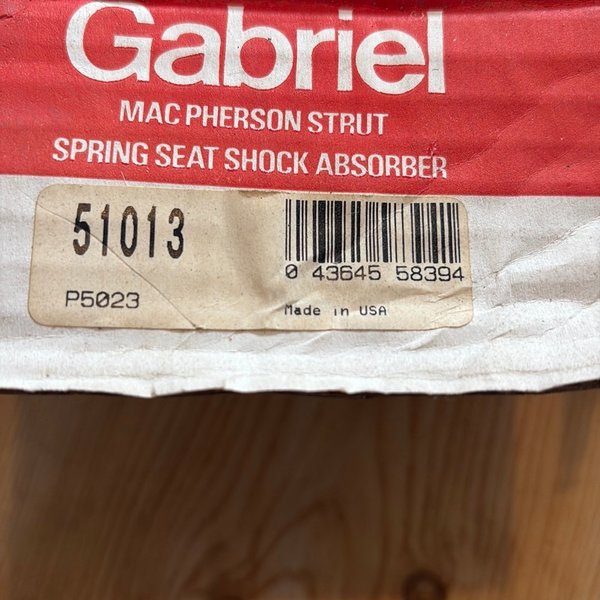 Gabriel
MAC PHERSON STRUT
SPRING SEAT SHOCK ABSORBER
51013
0 43645 58394
P5023
Made in USA